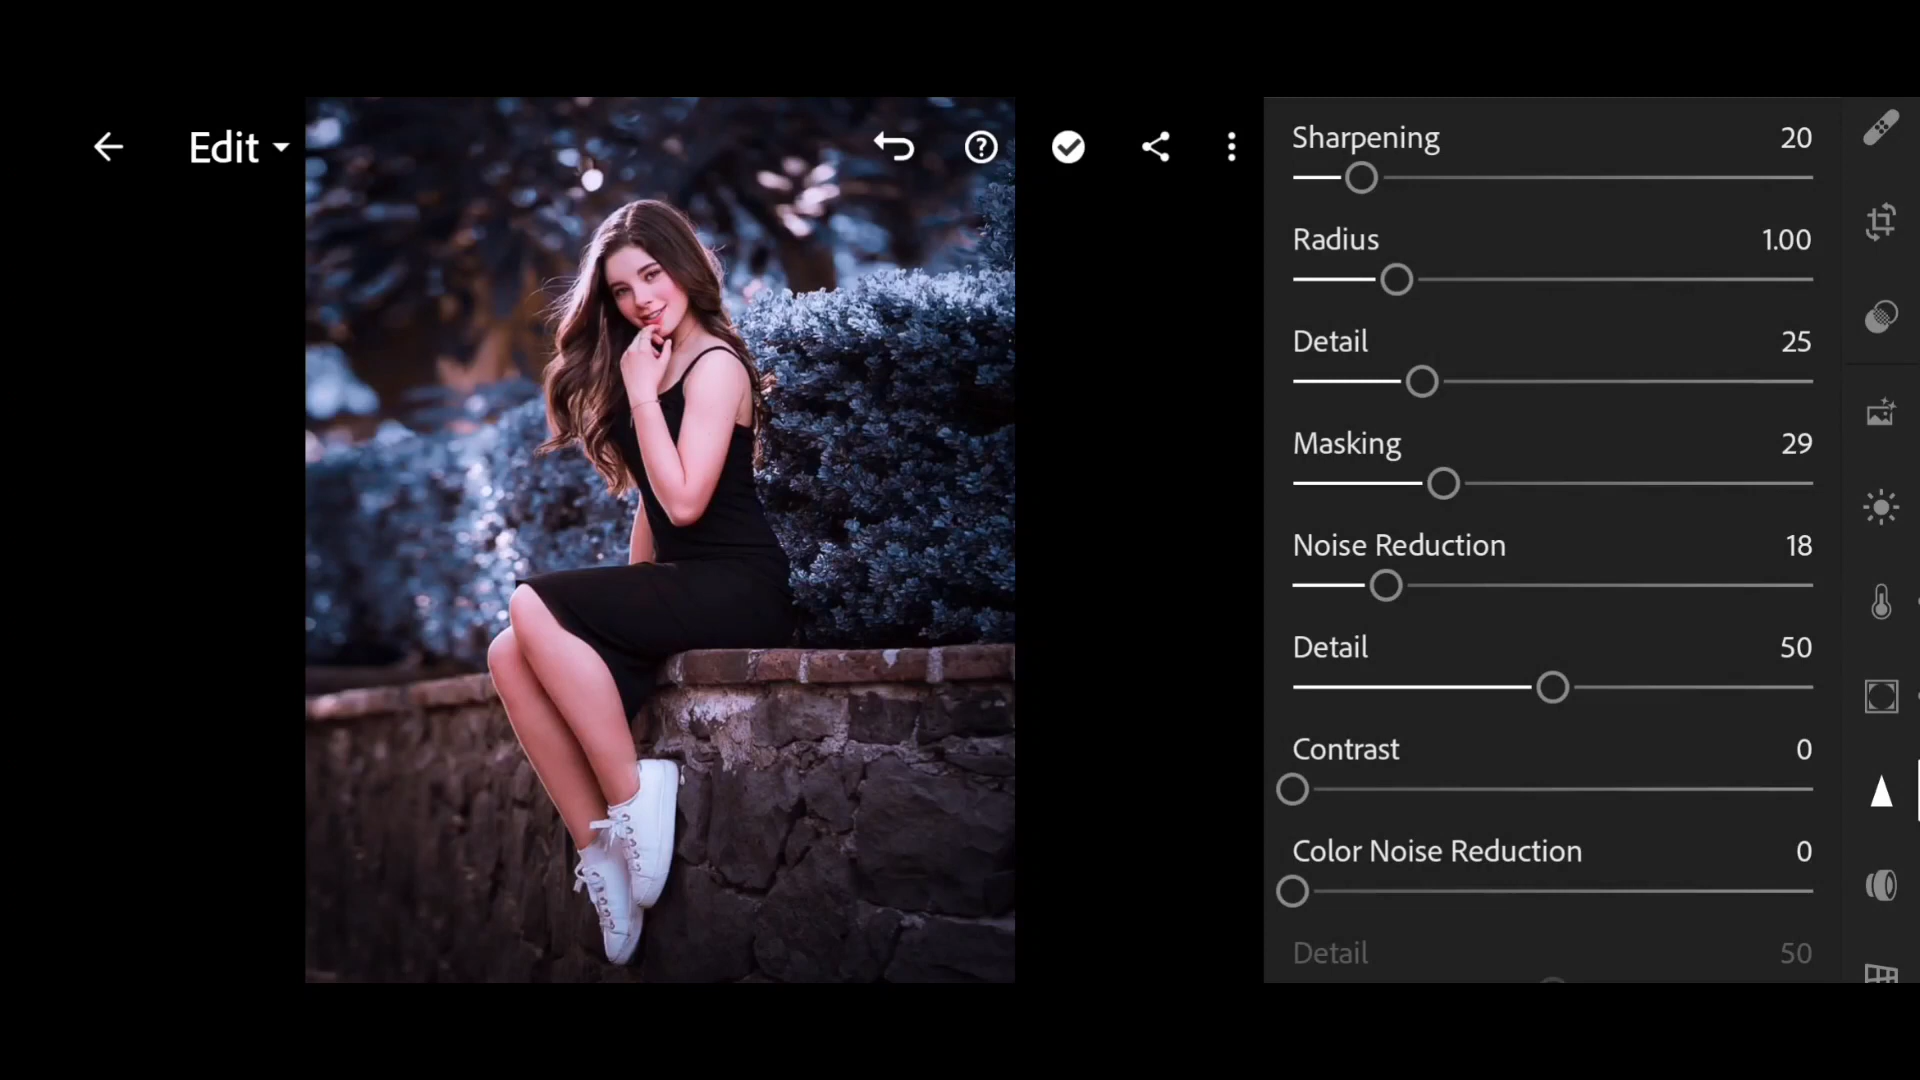 Edit
Sharpening 20
Radius 1.00
Detail 25
Masking 29
Noise Reduction 18
Detail 50
Contrast 0
Color Noise Reduction 0
Detail 50